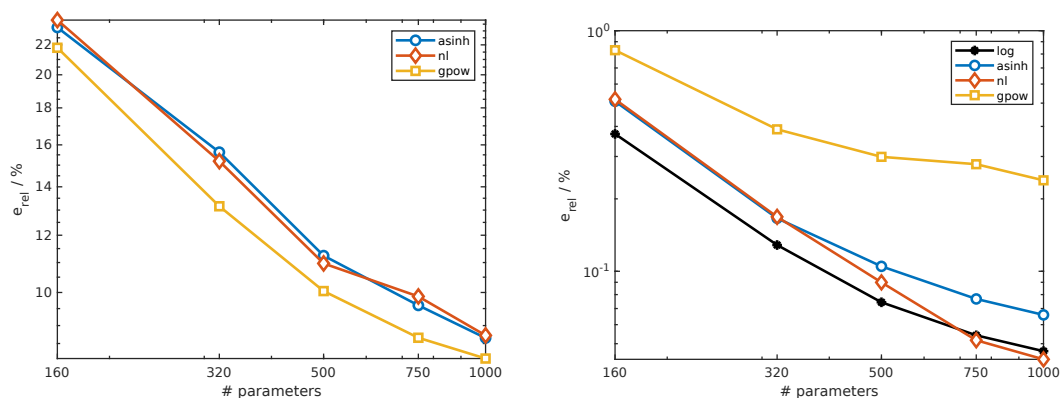 22
20
18
16
14
12
11
10
160
320
500
750
1000
# parameters
e_rel / %
asinh
nl
gpow
10^0
10^-1
160
320
500
750
1000
# parameters
e_rel / %
log
asinh
nl
gpow